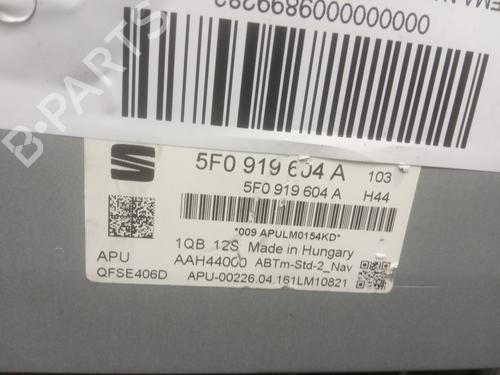 0000000000989928
5F0 919 604 A 103
5F0 919 604 A H44
*009 APULM0154KD*
1QB 12S Made in Hungary
APU AAH44000 ABTm-Std-2_Nav
QFSE406D APU-00226.04.161LM10821